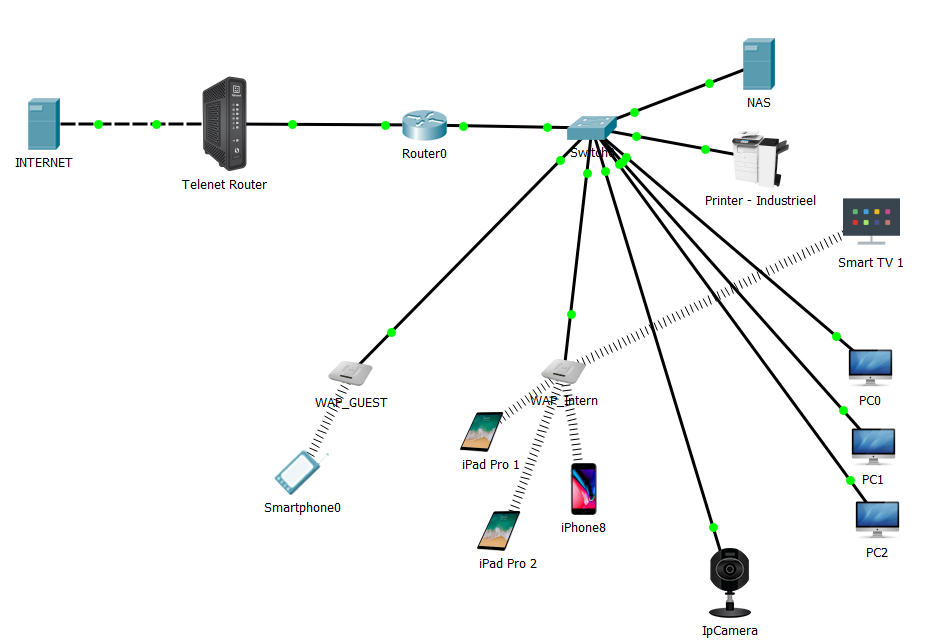 INTERNET
Telenet Router
Router0
Switch0
NAS
Printer - Industrieel
Smart TV 1
WAP_GUEST
WAP_Intern
PC0
iPad Pro 1
PC1
Smartphone0
iPhone8
iPad Pro 2
PC2
IpCamera